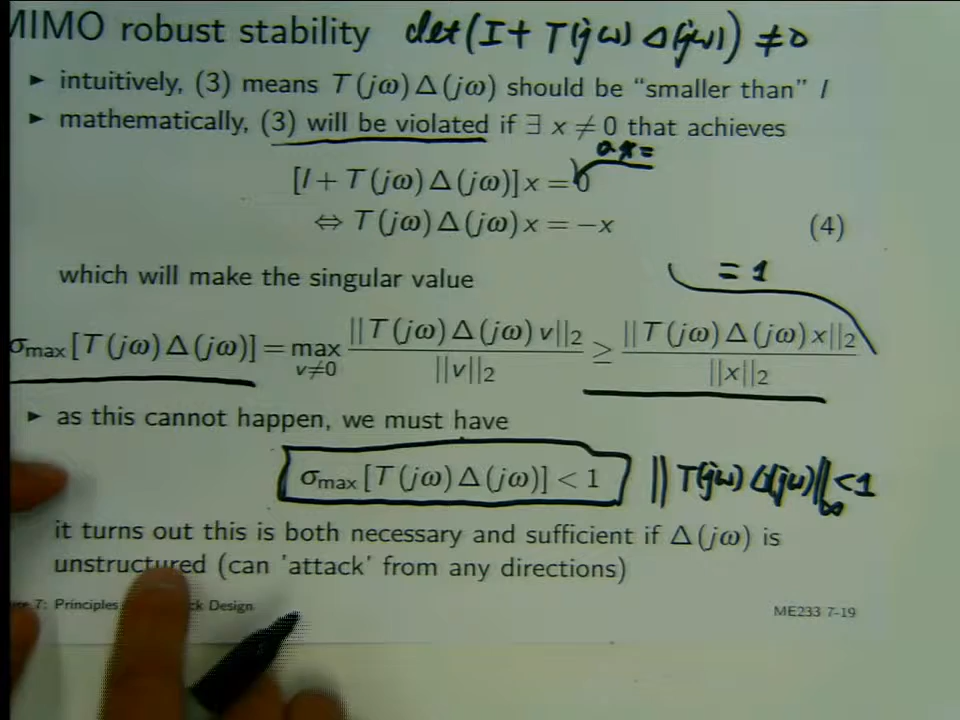 MIMO robust stability det(I + T(jω) Δ(jω)) ≠ 0
► intuitively, (3) means T(jω)Δ(jω) should be "smaller than" I
► mathematically, (3) will be violated if ∃ x ≠ 0 that achieves
[I + T(jω)Δ(jω)]x = 0
⇔ T(jω)Δ(jω)x = −x (4)
which will make the singular value
= 1
σmax[T(jω)Δ(jω)] = max v≠0 ||T(jω)Δ(jω)v||2 / ||v||2 ≥ ||T(jω)Δ(jω)x||2 / ||x||2
► as this cannot happen, we must have
σmax[T(jω)Δ(jω)] < 1 ||T(jω) Δ(jω)||∞ < 1
it turns out this is both necessary and sufficient if Δ(jω) is
unstructured (can 'attack' from any directions)
7: Principles ck Design ME233 7-19